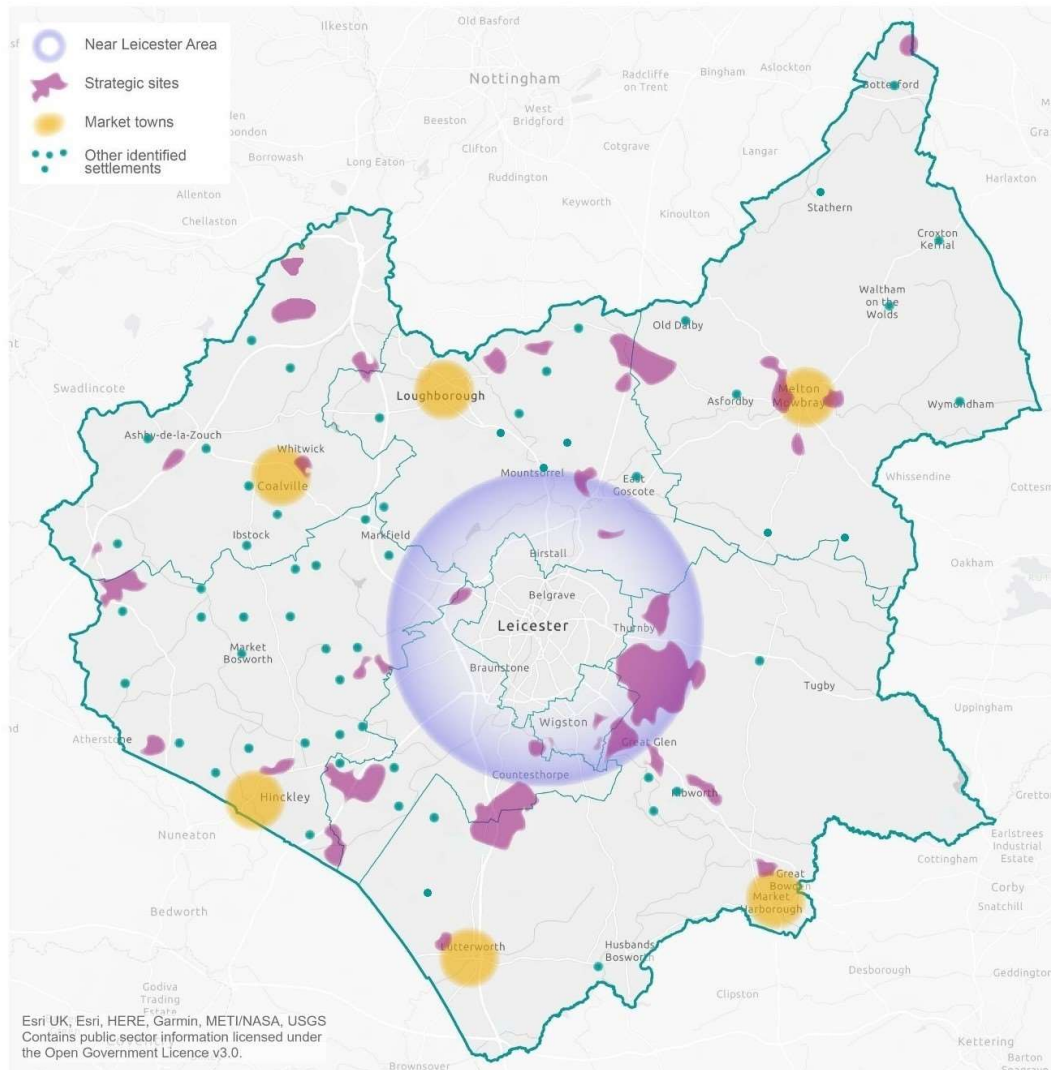 Near Leicester Area
Strategic sites
Market towns
Other identified
settlements
Ilkeston
Old Basford
Nottingham
Radcliffe
on Trent
Bingham
Aslockton
Bottesford
Beeston
West
Bridgford
Borrowash
Long Eaton
Clifton
Cotgrave
Langar
Ruddington
Harlaxton
Allenton
Chellaston
Keyworth
Kinoulton
Stathern
Croxton
Kerrial
Waltham
on the
Wolds
Old Dalby
Swadlincote
Loughborough
Melton
Mowbray
Asfordby
Wymondham
Ashby-de-la-Zouch
Whitwick
Coalville
Mountsorrel
East
Goscote
Whissendine
Ibstock
Markfield
Birstall
Oakham
Belgrave
Leicester
Thurnby
Market
Bosworth
Braunstone
Tugby
Uppingham
Atherstone
Wigston
Great Glen
Countesthorpe
Kibworth
Hinckley
Nuneaton
Earlstrees
Industrial
Estate
Cottingham
Great
Bowden
Market
Harborough
Corby
Snatchill
Bedworth
Lutterworth
Husbands
Bosworth
Desborough
Geddington
Godiva
Trading
Estate
Clipston
Esri UK, Esri, HERE, Garmin, METI/NASA, USGS
Contains public sector information licensed under
the Open Government Licence v3.0.
Coventry
Brownsover
Kettering
Barton